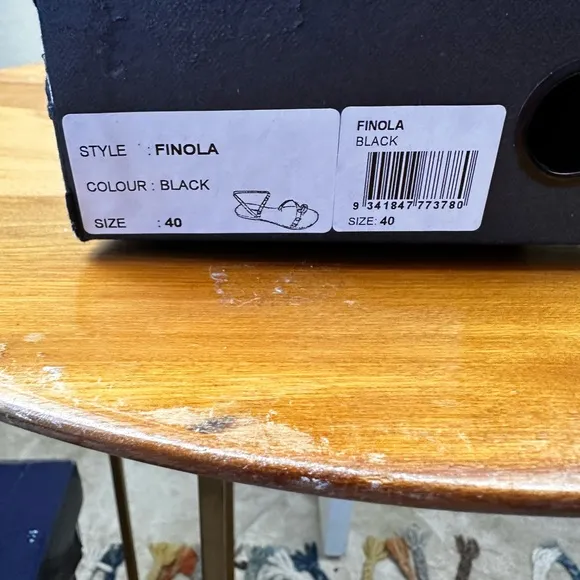 STYLE : FINOLA
COLOUR : BLACK
SIZE : 40
FINOLA
BLACK
9 341847 773780
SIZE: 40